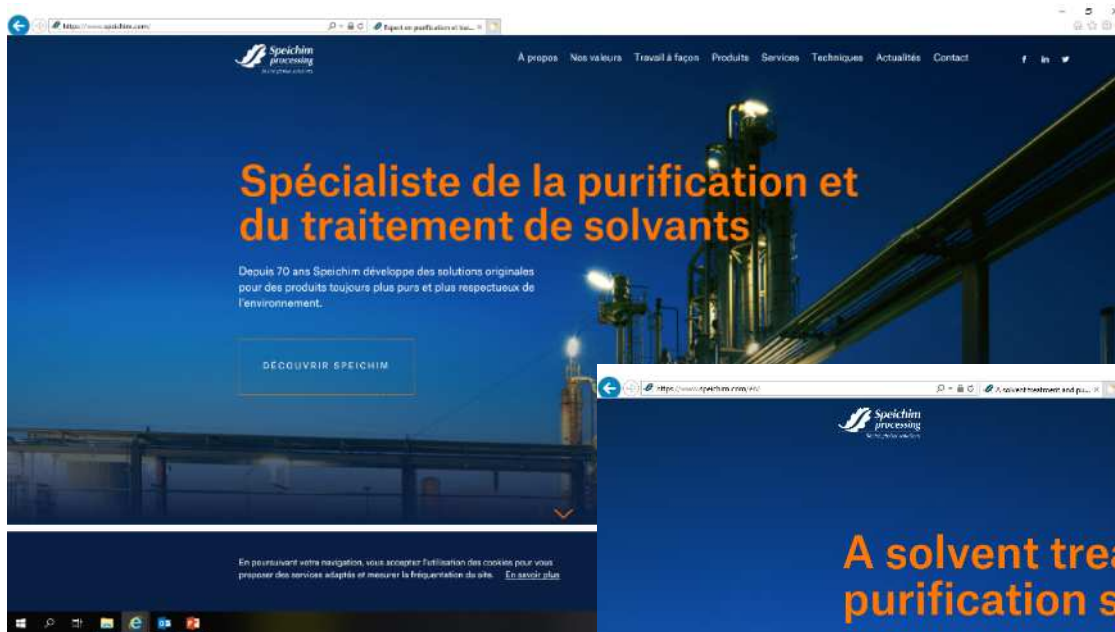 https://www.speichim.com/
Expert en purification et trai...
Speichim
processing
À propos Nos valeurs Travail à façon Produits Services Techniques Actualités Contact
f in
Spécialiste de la purification et
du traitement de solvants
Depuis 70 ans Speichim développe des solutions originales
pour des produits toujours plus purs et plus respectueux de
l'environnement.
DÉCOUVRIR SPEICHIM
https://www.speichim.com/en/
A solvent treatment and pu...
Speichim
processing
A solvent trea
purification s
En poursuivant votre navigation, vous acceptez l'utilisation des cookies pour vous
proposer des services adaptés et mesurer la fréquentation du site. En savoir plus